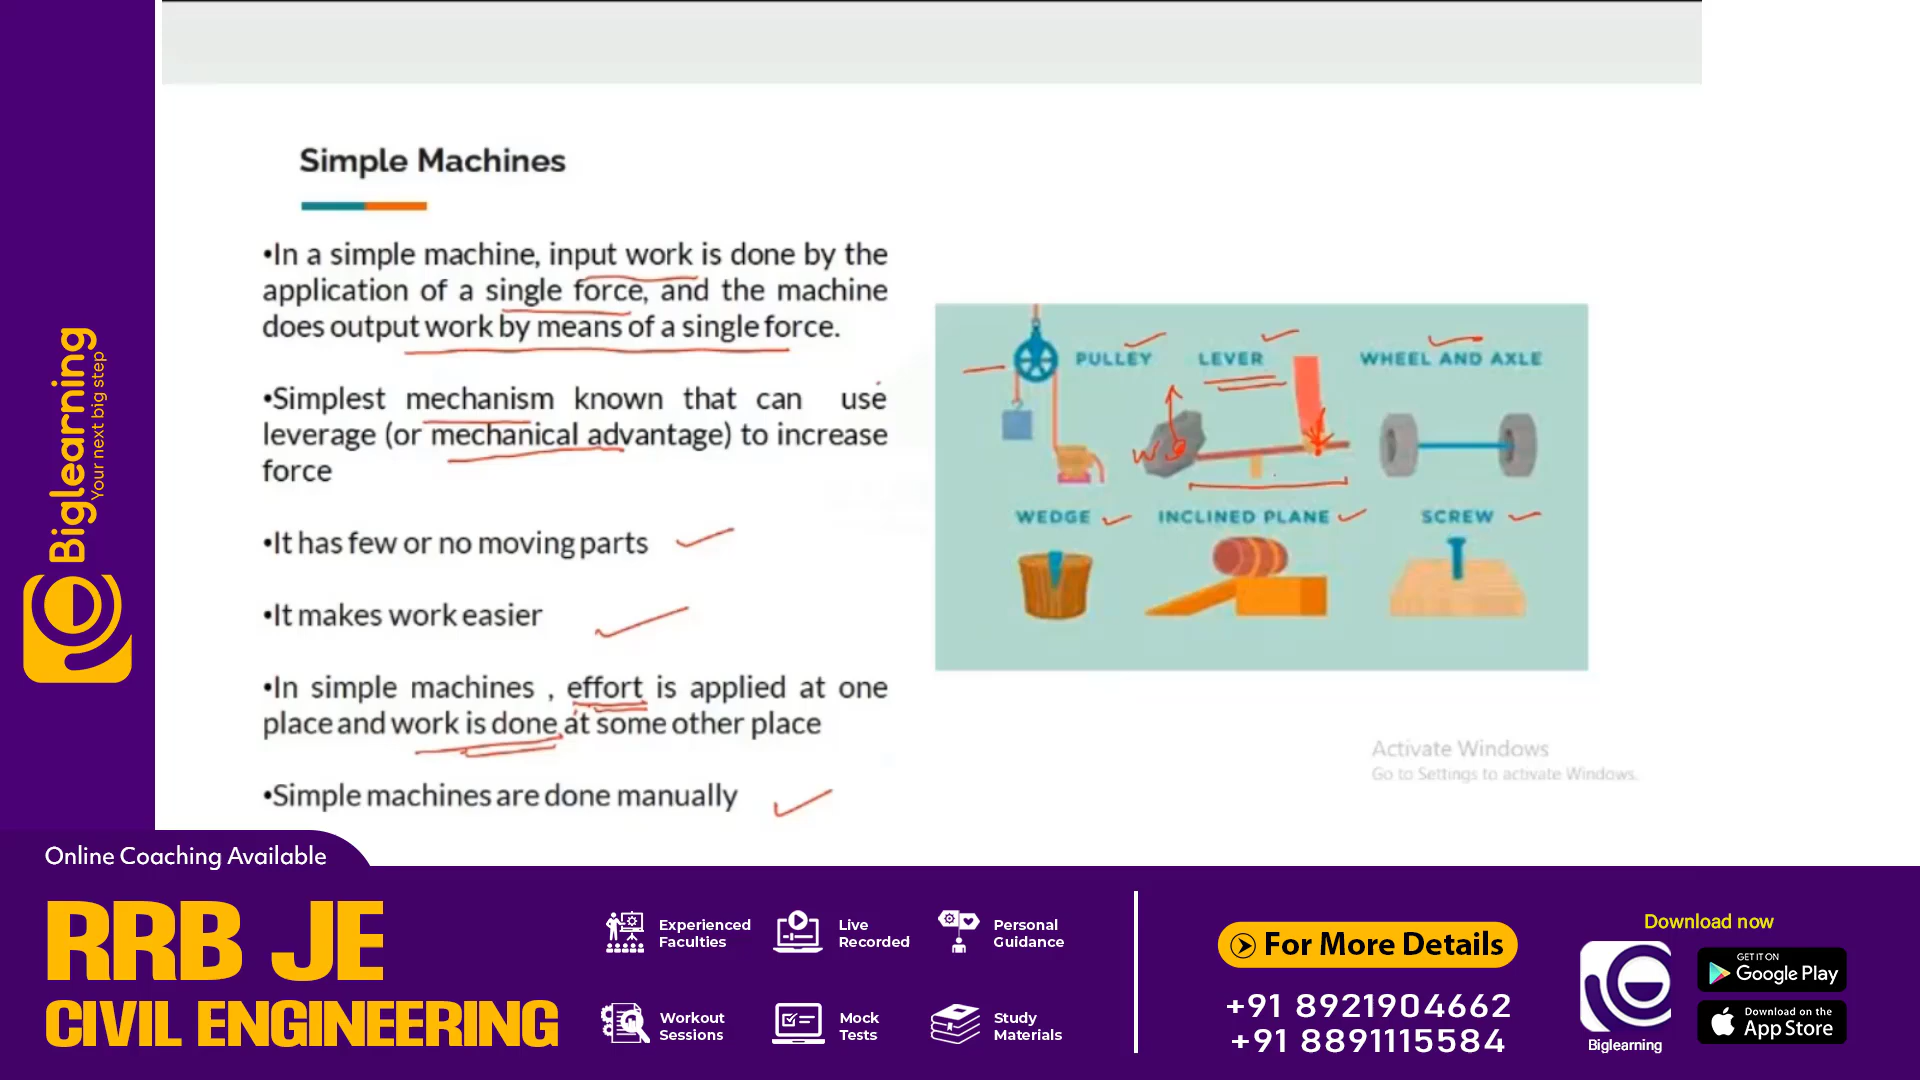 Simple Machines
•In a simple machine, input work is done by the
application of a single force, and the machine
does output work by means of a single force.
•Simplest mechanism known that can use
leverage (or mechanical advantage) to increase
force
•It has few or no moving parts
•It makes work easier
•In simple machines , effort is applied at one
place and work is done at some other place
•Simple machines are done manually
PULLEY
LEVER
WHEEL AND AXLE
W
WEDGE
INCLINED PLANE
SCREW
Activate Windows
Go to Settings to activate Windows.
Biglearning
Your next big step
Online Coaching Available
RRB JE
CIVIL ENGINEERING
Experienced
Faculties
Live
Recorded
Personal
Guidance
Workout
Sessions
Mock
Tests
Study
Materials
For More Details
+91 8921904662
+91 8891115584
Download now
Biglearning
GET IT ON
Google Play
Download on the
App Store